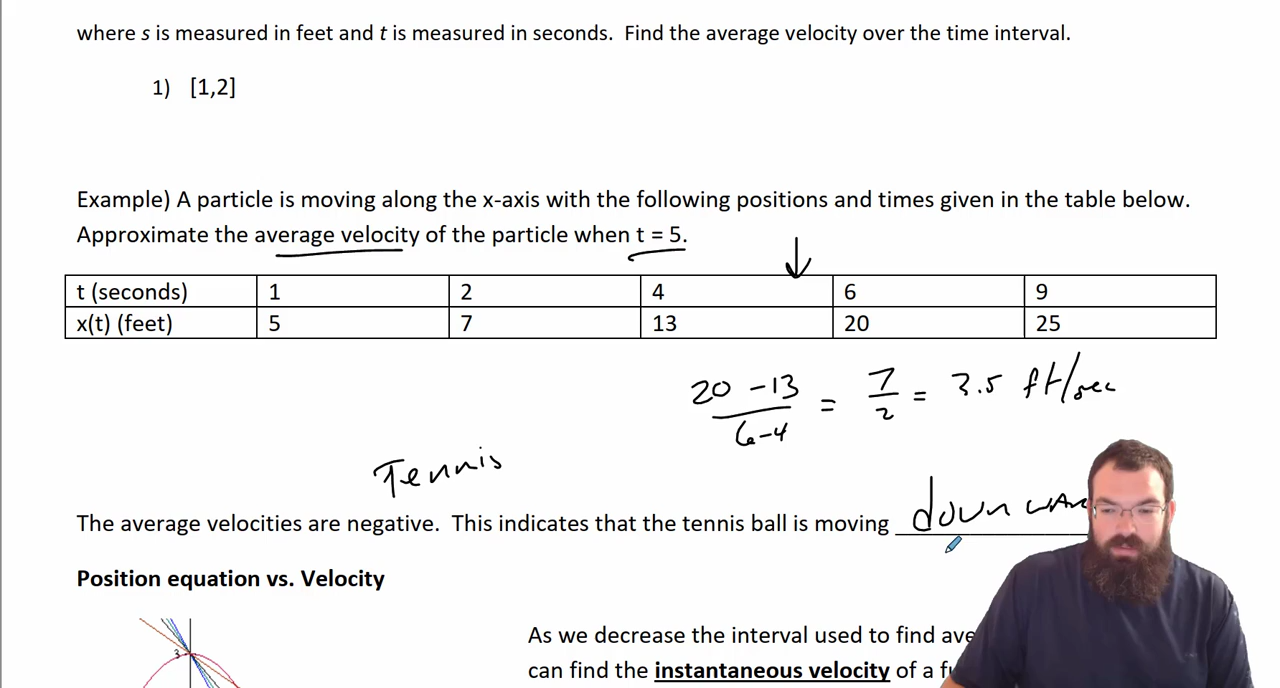 where s is measured in feet and t is measured in seconds. Find the average velocity over the time interval.
1) [1,2]
Example) A particle is moving along the x-axis with the following positions and times given in the table below.
Approximate the average velocity of the particle when t = 5.
t (seconds) 1 2 4 6 9
x(t) (feet) 5 7 13 20 25
20 - 13 / 6-4 = 7/2 = 3.5 ft/sec
Tennis
The average velocities are negative. This indicates that the tennis ball is moving downwar
Position equation vs. Velocity
3
As we decrease the interval used to find ave
can find the instantaneous velocity of a fu